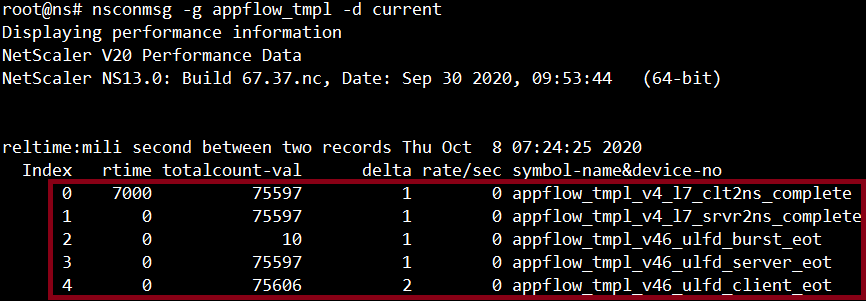 root@ns# nsconmsg -g appflow_tmpl -d current
Displaying performance information
NetScaler V20 Performance Data
NetScaler NS13.0: Build 67.37.nc, Date: Sep 30 2020, 09:53:44   (64-bit)
reltime:mili second between two records Thu Oct  8 07:24:25 2020
Index   rtime totalcount-val      delta rate/sec symbol-name&device-no
0    7000          75597          1        0 appflow_tmpl_v4_l7_clt2ns_complete
1       0          75597          1        0 appflow_tmpl_v4_l7_srvr2ns_complete
2       0             10          1        0 appflow_tmpl_v46_ulfd_burst_eot
3       0          75597          1        0 appflow_tmpl_v46_ulfd_server_eot
4       0          75606          2        0 appflow_tmpl_v46_ulfd_client_eot